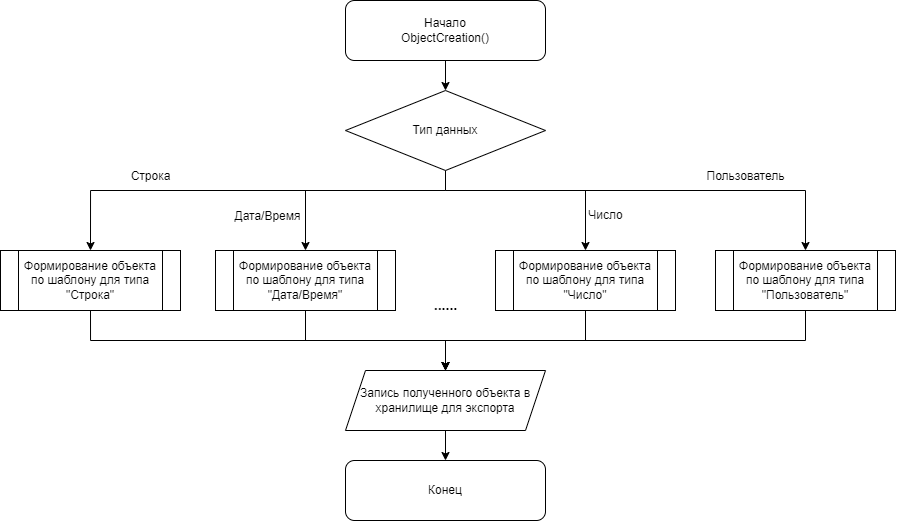 Начало
ObjectCreation()
Тип данных
Строка
Пользователь
Дата/Время
Число
Формирование объекта
по шаблону для типа
"Строка"
Формирование объекта
по шаблону для типа
"Дата/Время"
......
Формирование объекта
по шаблону для типа
"Число"
Формирование объекта
по шаблону для типа
"Пользователь"
Запись полученного объекта в
хранилище для экспорта
Конец